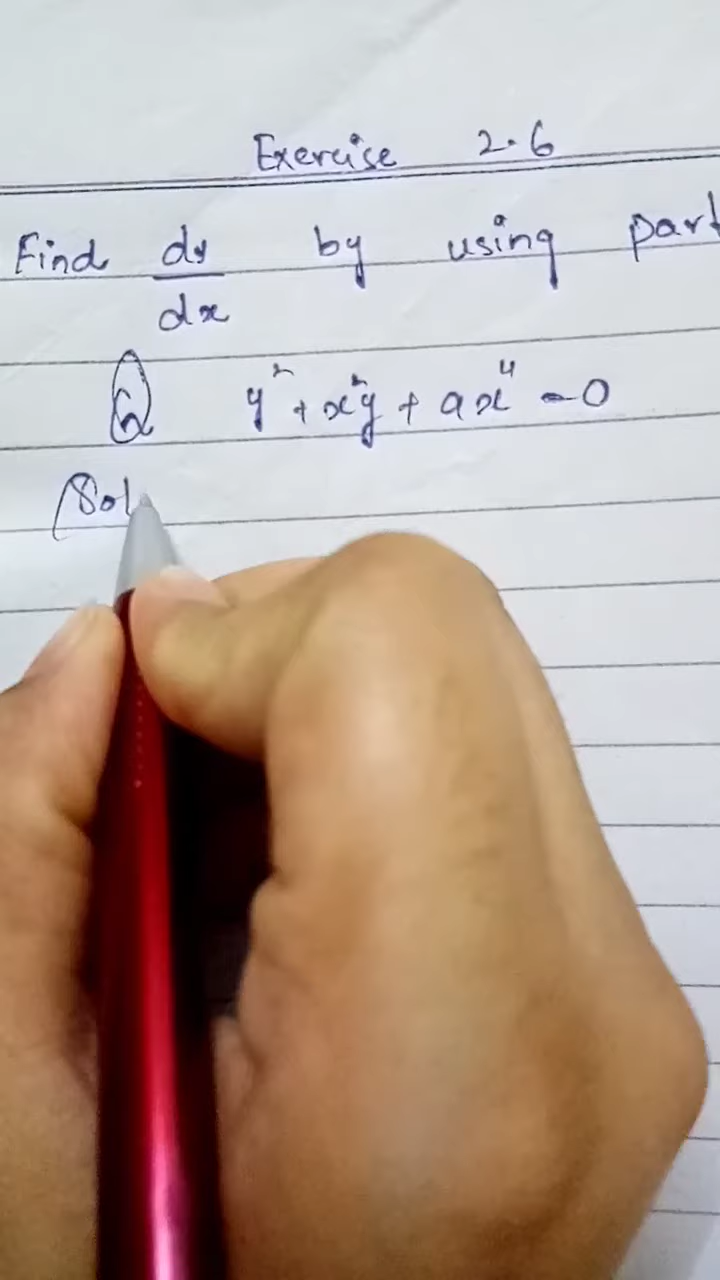 Exercise 2.6
Find dy/dx by using part
Q y² + x²y + ax⁴ = 0
Sol